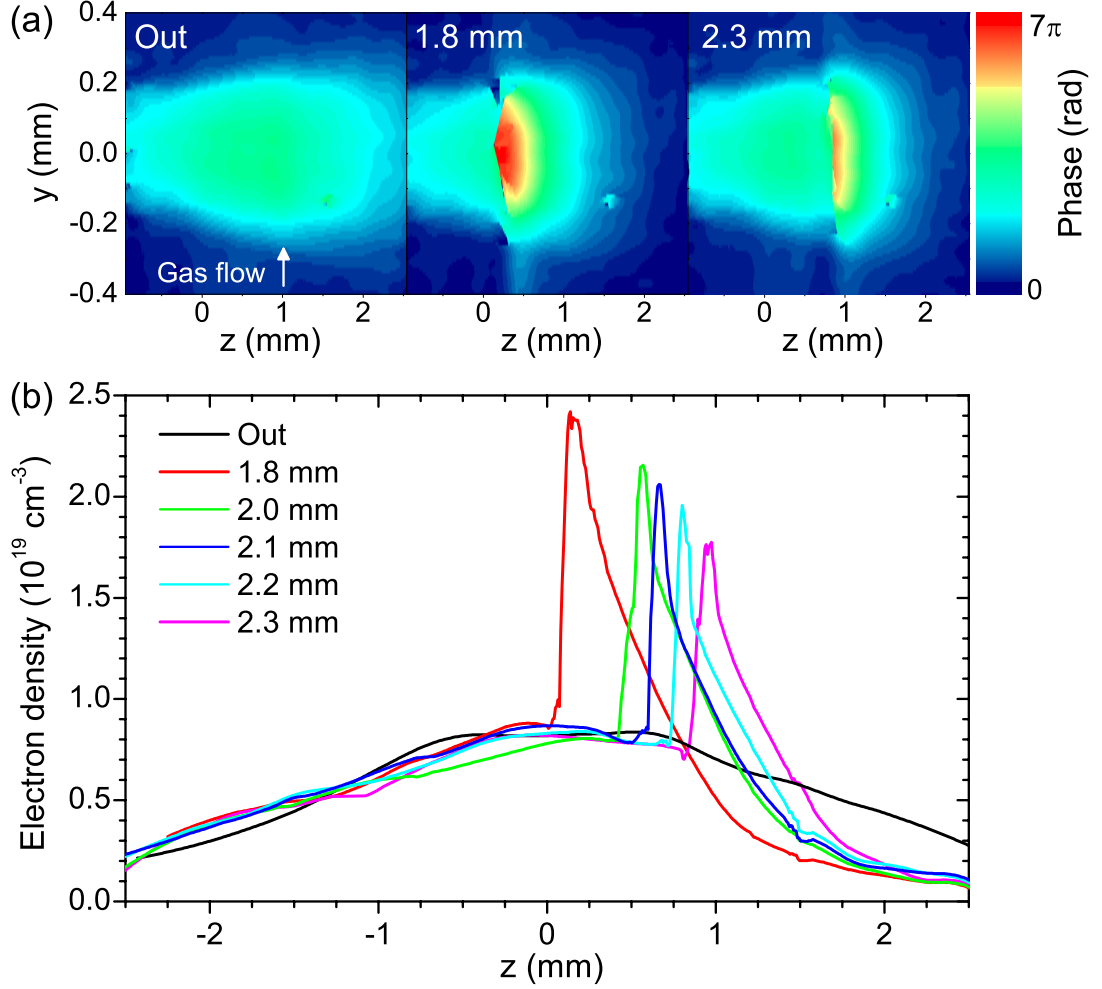 (a)
Out
1.8 mm
2.3 mm
7π
0
Phase (rad)
0.4
0.2
0.0
-0.2
-0.4
y (mm)
Gas flow
0 1 2
0 1 2
0 1 2
z (mm)
z (mm)
z (mm)
(b)
2.5
2.0
1.5
1.0
0.5
0.0
Electron density (10^19 cm^-3)
Out
1.8 mm
2.0 mm
2.1 mm
2.2 mm
2.3 mm
-2 -1 0 1 2
z (mm)